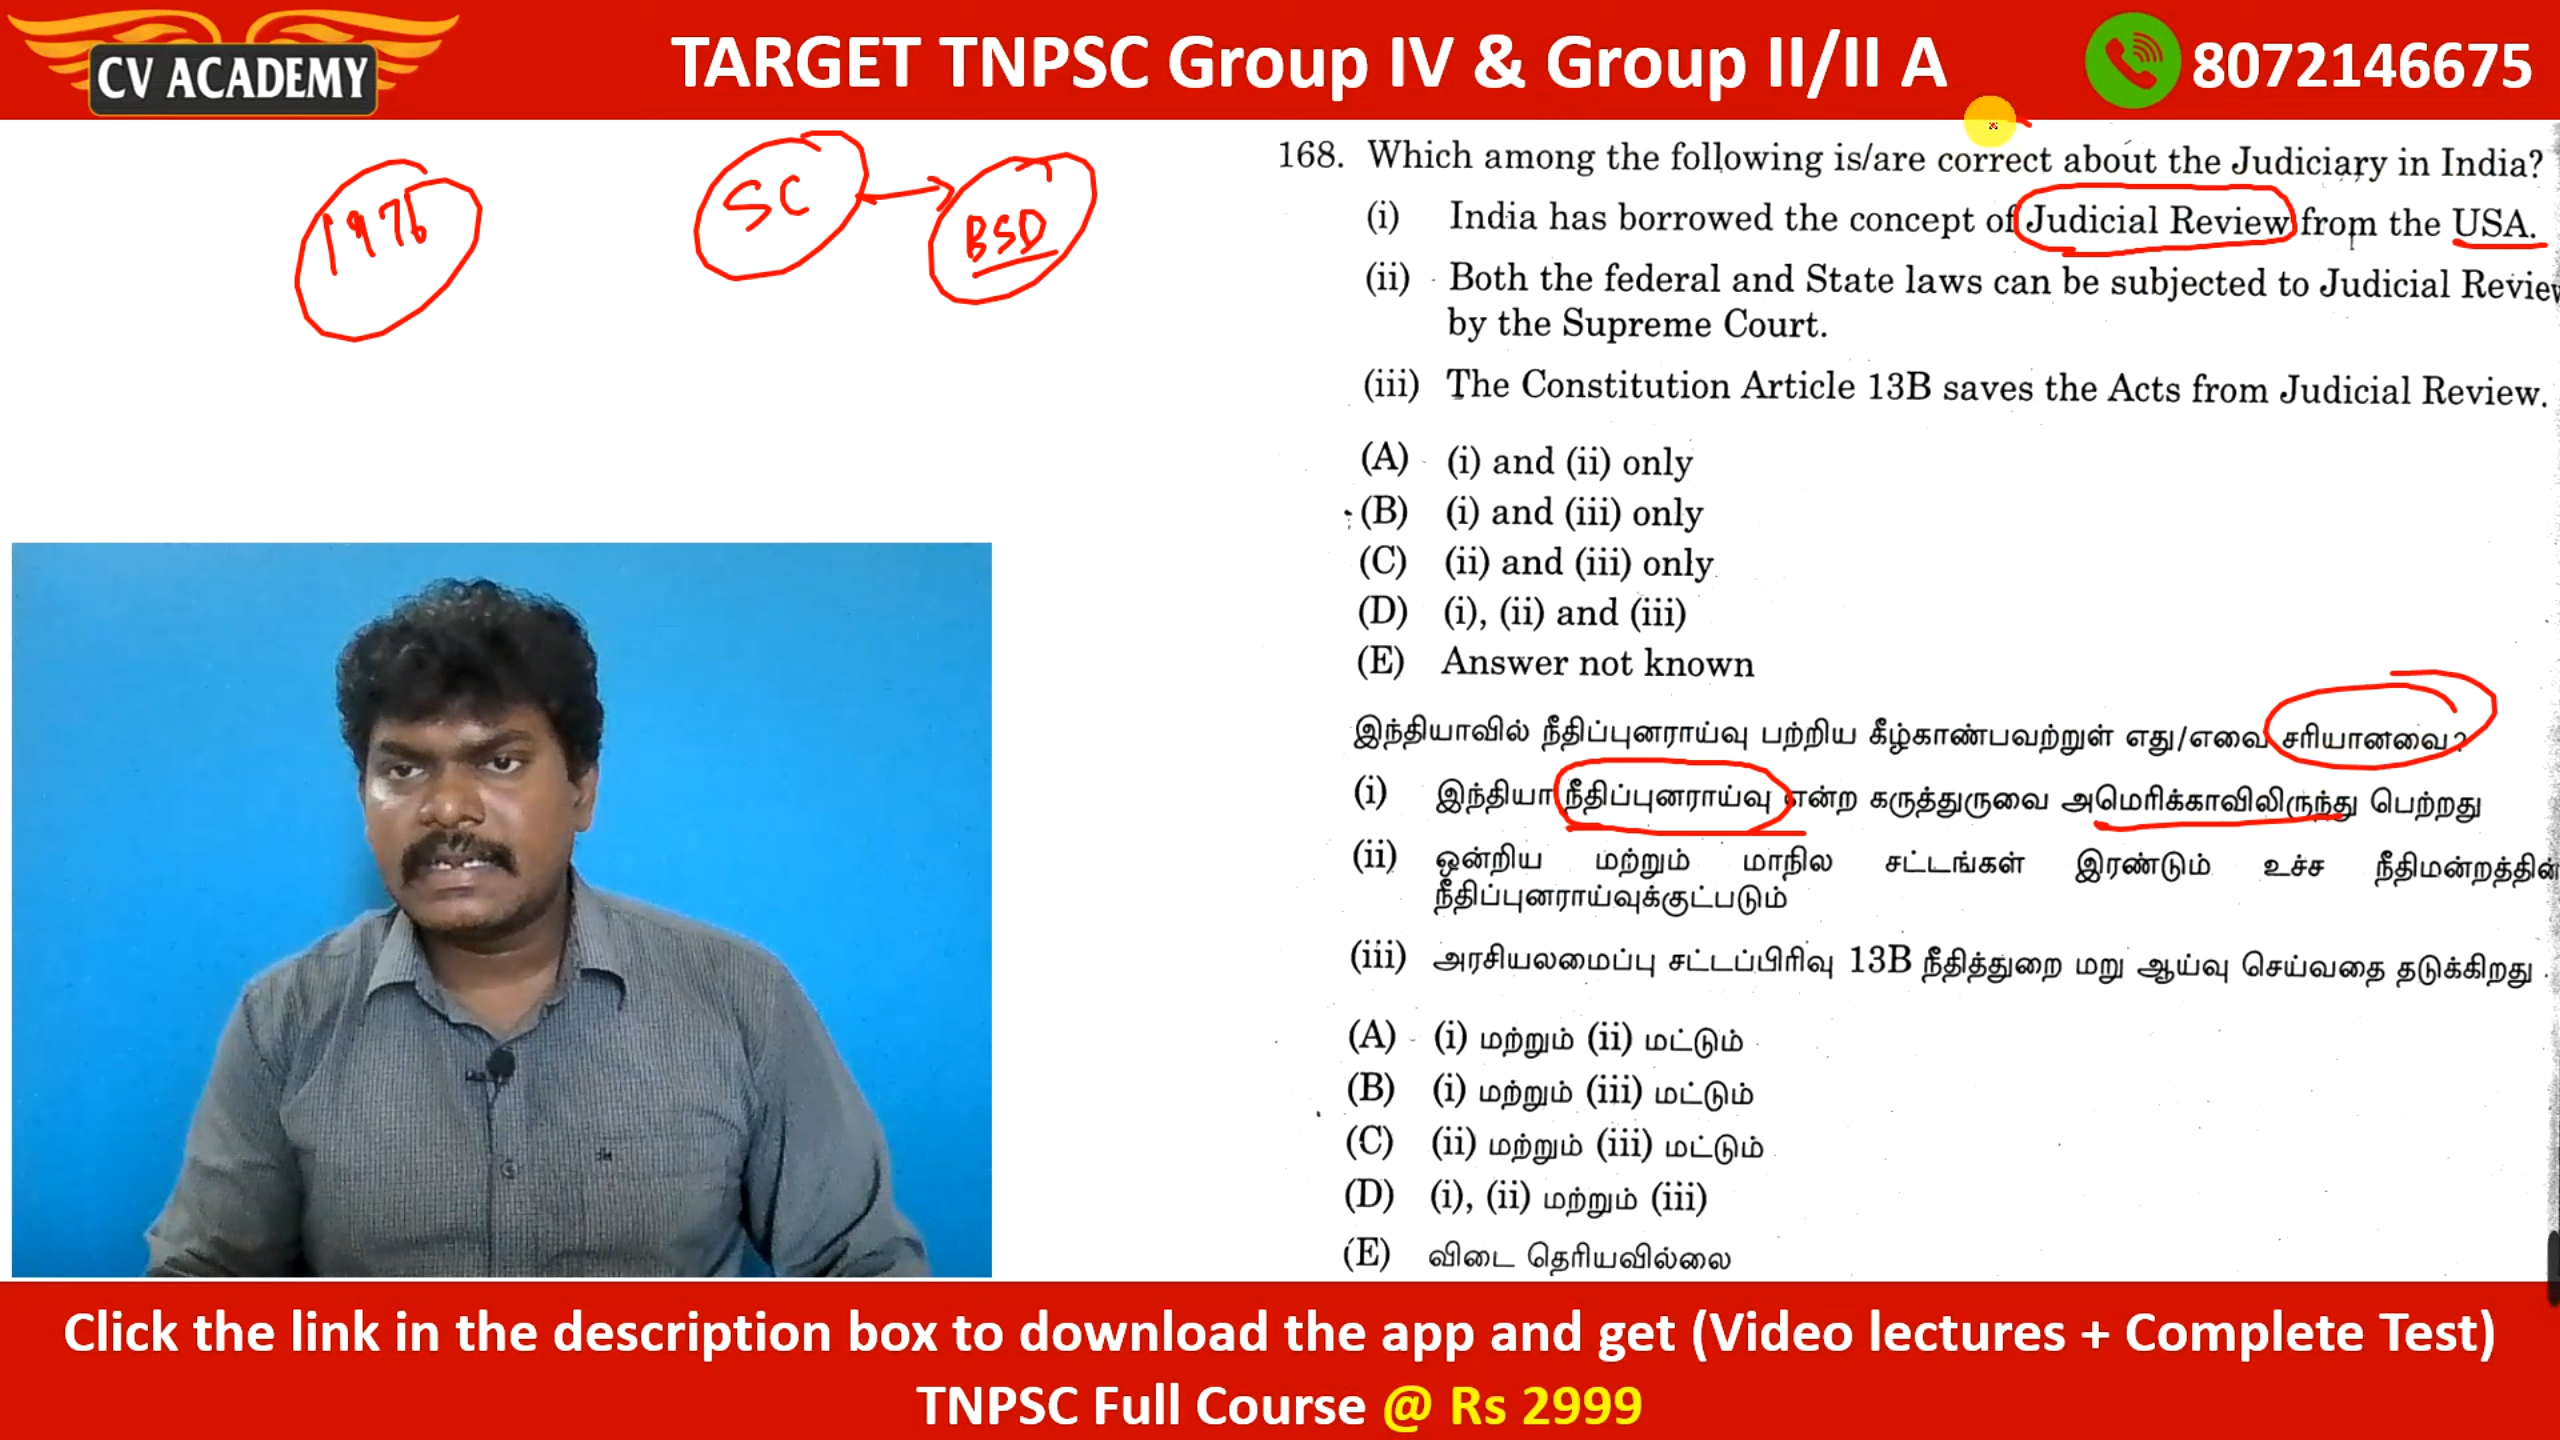 CV ACADEMY
TARGET TNPSC Group IV & Group II/II A
8072146675
1976
SC
BSD
168. Which among the following is/are correct about the Judiciary in India?
(i) India has borrowed the concept of Judicial Review from the USA.
(ii) Both the federal and State laws can be subjected to Judicial Review
by the Supreme Court.
(iii) The Constitution Article 13B saves the Acts from Judicial Review.
(A) (i) and (ii) only
(B) (i) and (iii) only
(C) (ii) and (iii) only
(D) (i), (ii) and (iii)
(E) Answer not known
இந்தியாவில் நீதிப்புனராய்வு பற்றிய கீழ்காண்பவற்றுள் எது/எவை சரியானவை?
(i) இந்தியா நீதிப்புனராய்வு என்ற கருத்துருவை அமெரிக்காவிலிருந்து பெற்றது
(ii) ஒன்றிய மற்றும் மாநில சட்டங்கள் இரண்டும் உச்ச நீதிமன்றத்தின்
நீதிப்புனராய்வுக்குட்படும்
(iii) அரசியலமைப்பு சட்டப்பிரிவு 13B நீதித்துறை மறு ஆய்வு செய்வதை தடுக்கிறது
(A) (i) மற்றும் (ii) மட்டும்
(B) (i) மற்றும் (iii) மட்டும்
(C) (ii) மற்றும் (iii) மட்டும்
(D) (i), (ii) மற்றும் (iii)
(E) விடை தெரியவில்லை
Click the link in the description box to download the app and get (Video lectures + Complete Test)
TNPSC Full Course @ Rs 2999